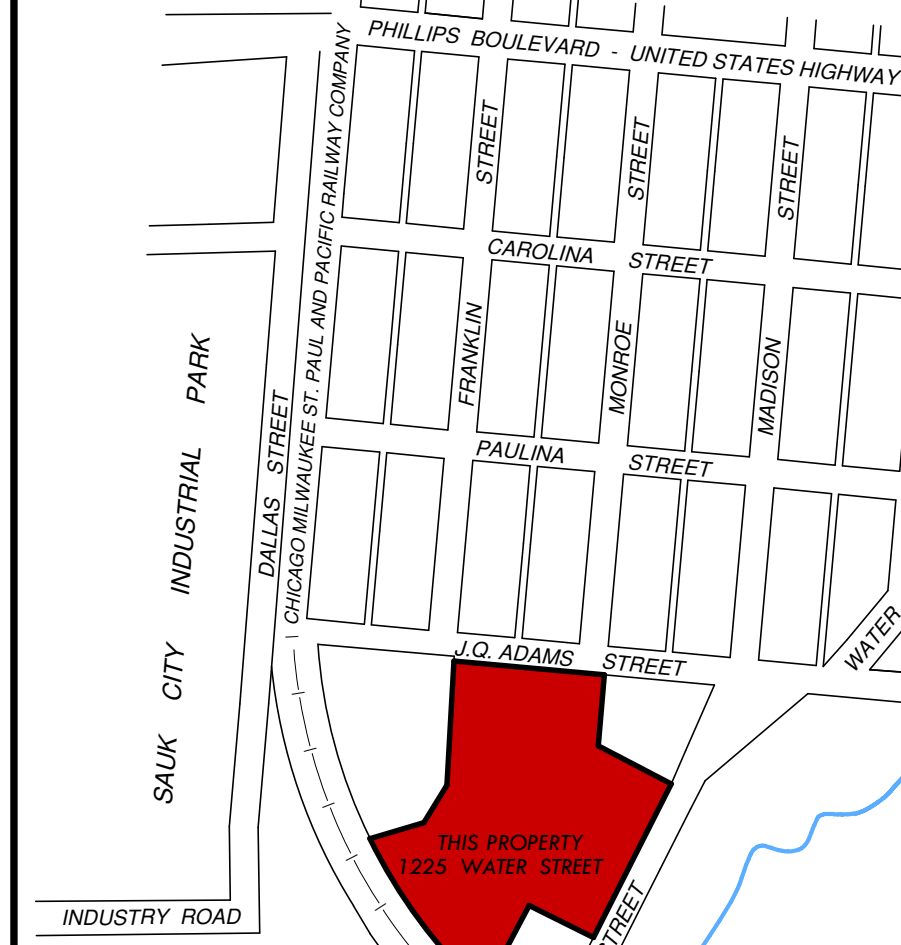 PHILLIPS BOULEVARD - UNITED STATES HIGHWAY
CHICAGO MILWAUKEE ST. PAUL AND PACIFIC RAILWAY COMPANY
STREET
STREET
STREET
CAROLINA STREET
FRANKLIN
MONROE
MADISON
SAUK CITY INDUSTRIAL PARK
DALLAS STREET
PAULINA STREET
J.Q. ADAMS STREET
WATER
THIS PROPERTY
1225 WATER STREET
STREET
INDUSTRY ROAD